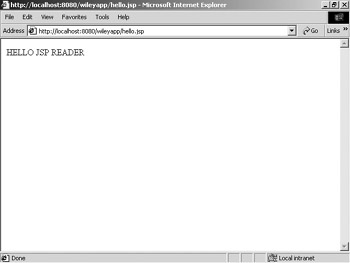 http://localhost:8080/wileyapp/hello.jsp - Microsoft Internet Explorer
File Edit View Favorites Tools Help
Address http://localhost:8080/wileyapp/hello.jsp Go Links »
HELLO JSP READER
Done Local intranet